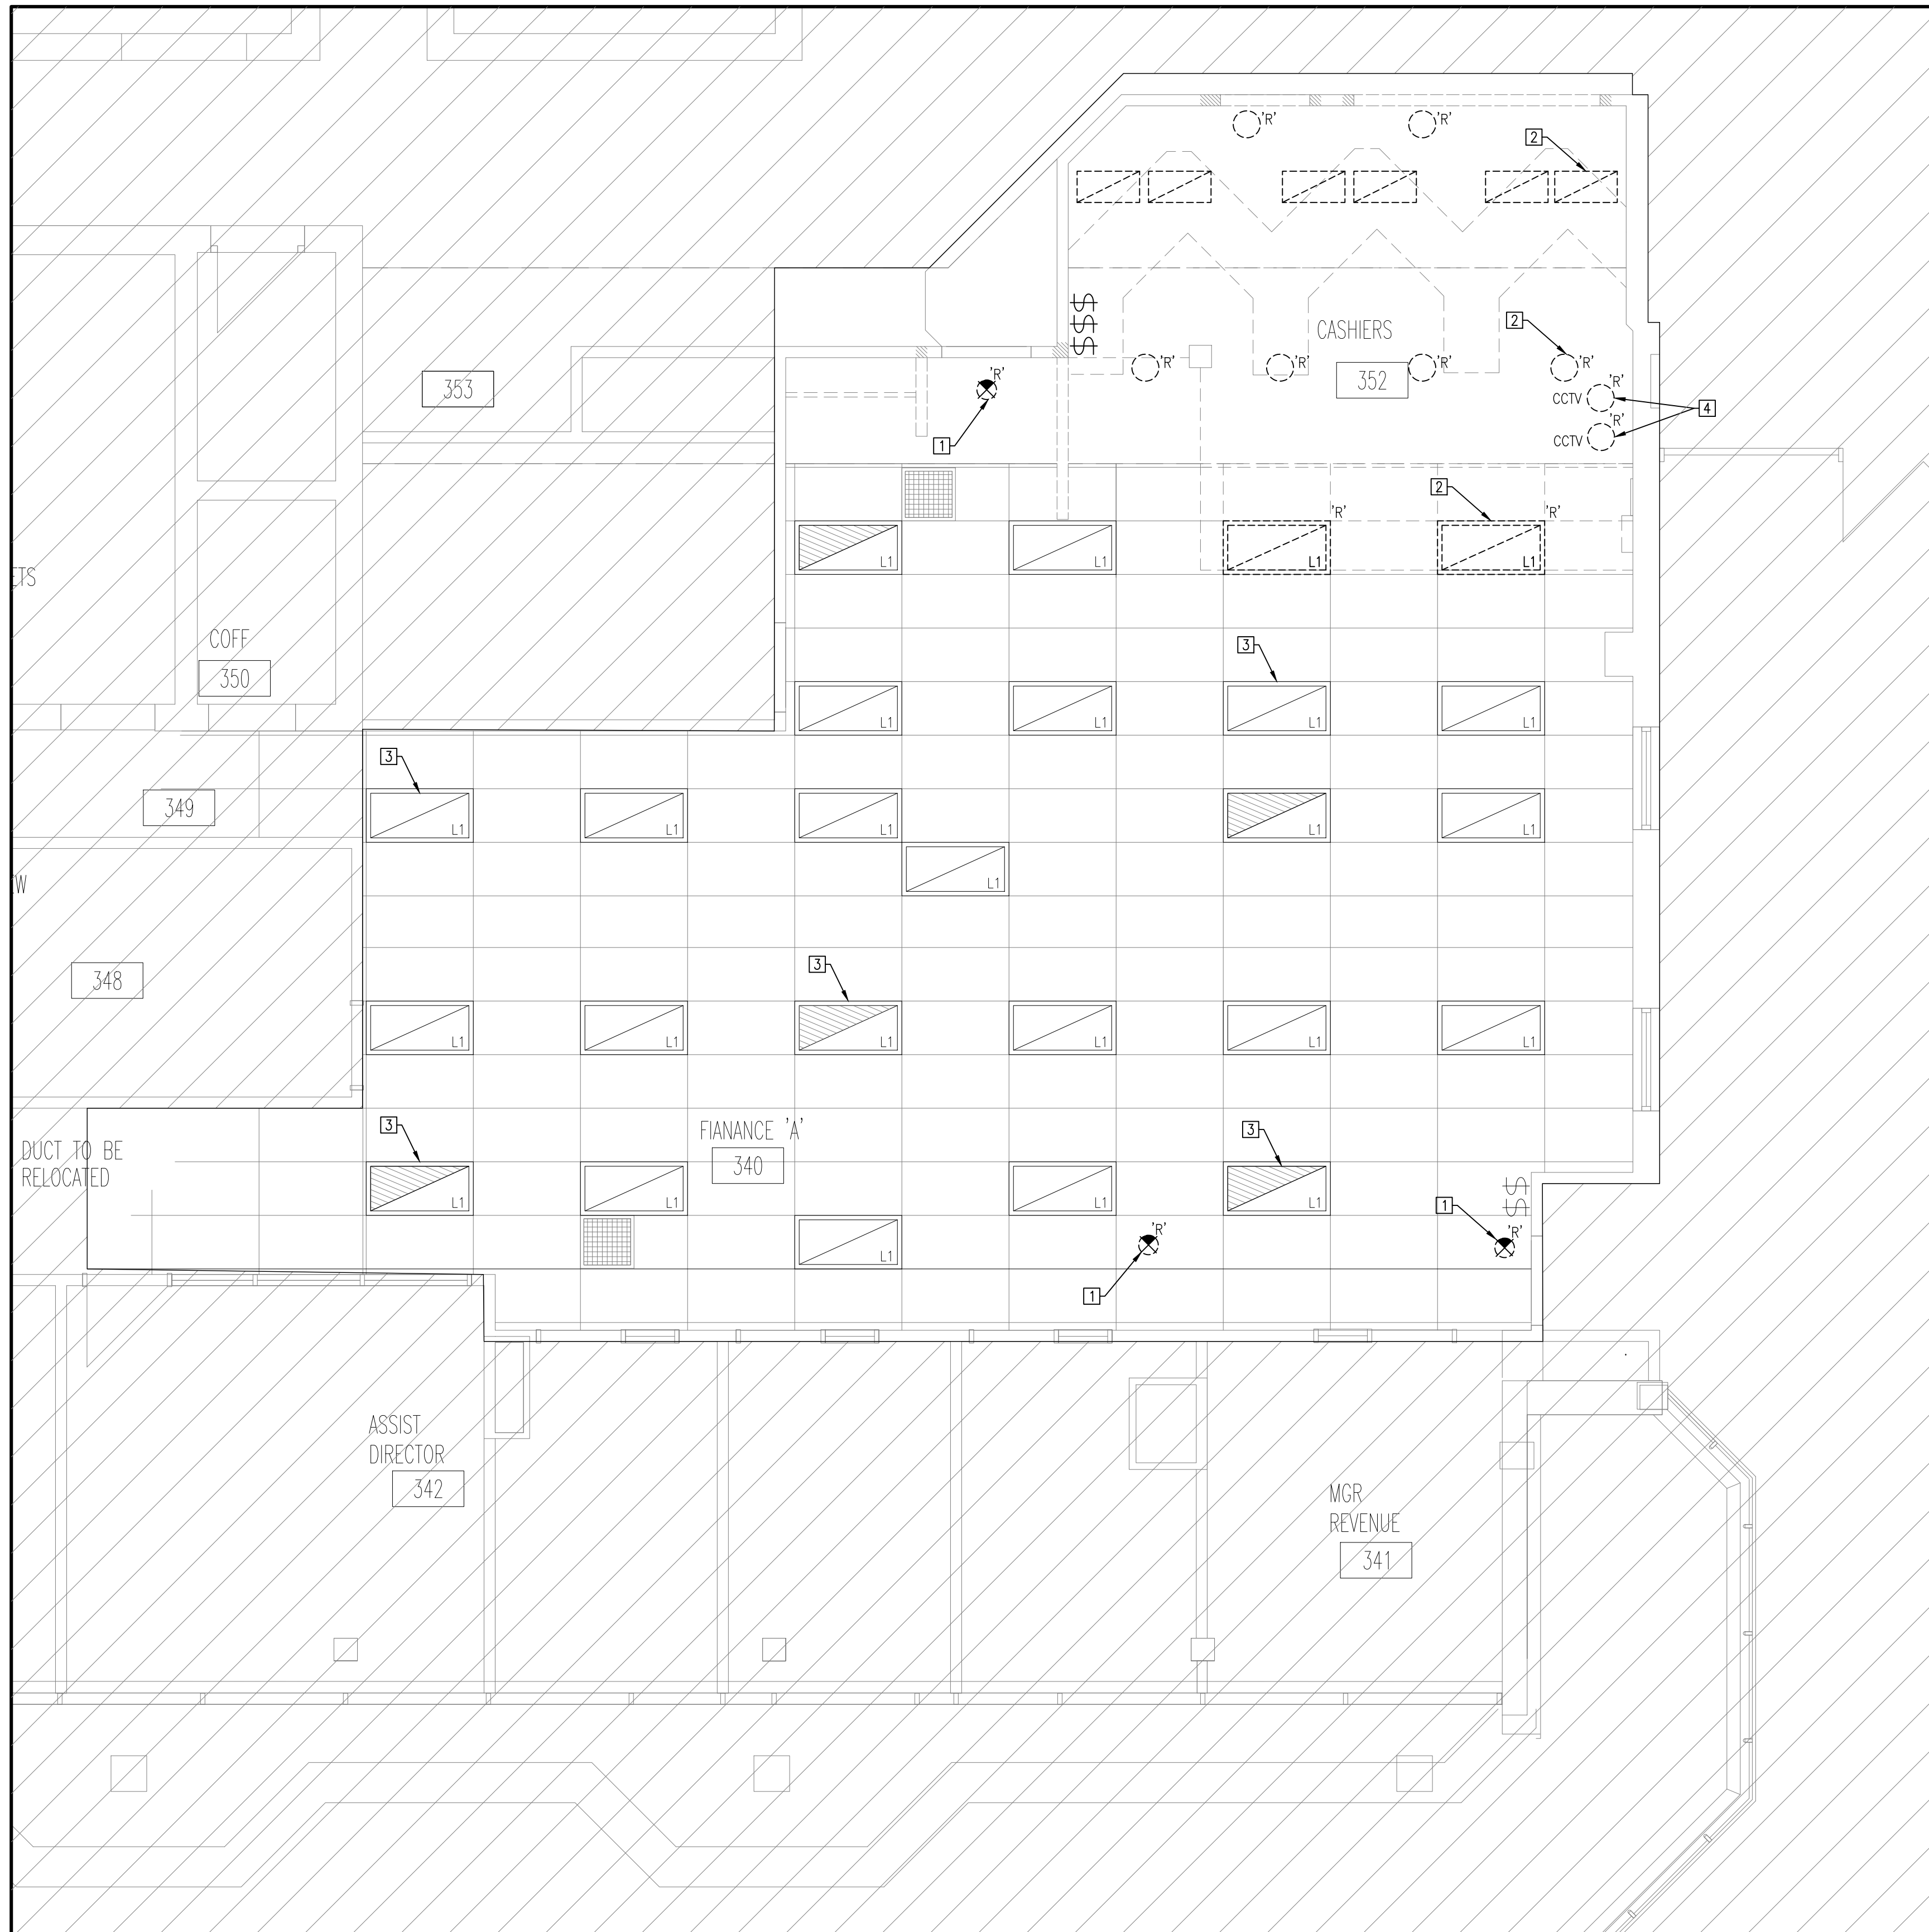 'R'
'R'
2
$$$
CASHIERS
352
2
'R'
'R'
'R'
'R'
'R'
CCTV
4
'R'
CCTV
353
'R'
1
2
'R'
'R'
L1
L1
L1
L1
ETS
COFF
350
3
L1
L1
L1
L1
3
349
L1
L1
L1
L1
L1
W
L1
348
3
L1
L1
L1
L1
L1
L1
3
FIANANCE 'A'
340
3
DUCT TO BE
RELOCATED
L1
L1
L1
L1
$$
1
'R'
'R'
L1
1
ASSIST
DIRECTOR
342
MGR
REVENUE
341